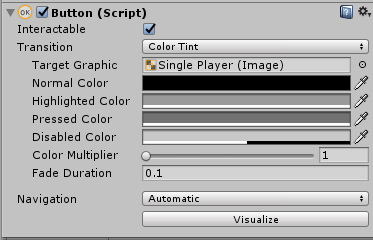 OK Button (Script)
Interactable
Transition Color Tint
Target Graphic Single Player (Image)
Normal Color
Highlighted Color
Pressed Color
Disabled Color
Color Multiplier 1
Fade Duration 0.1
Navigation Automatic
Visualize